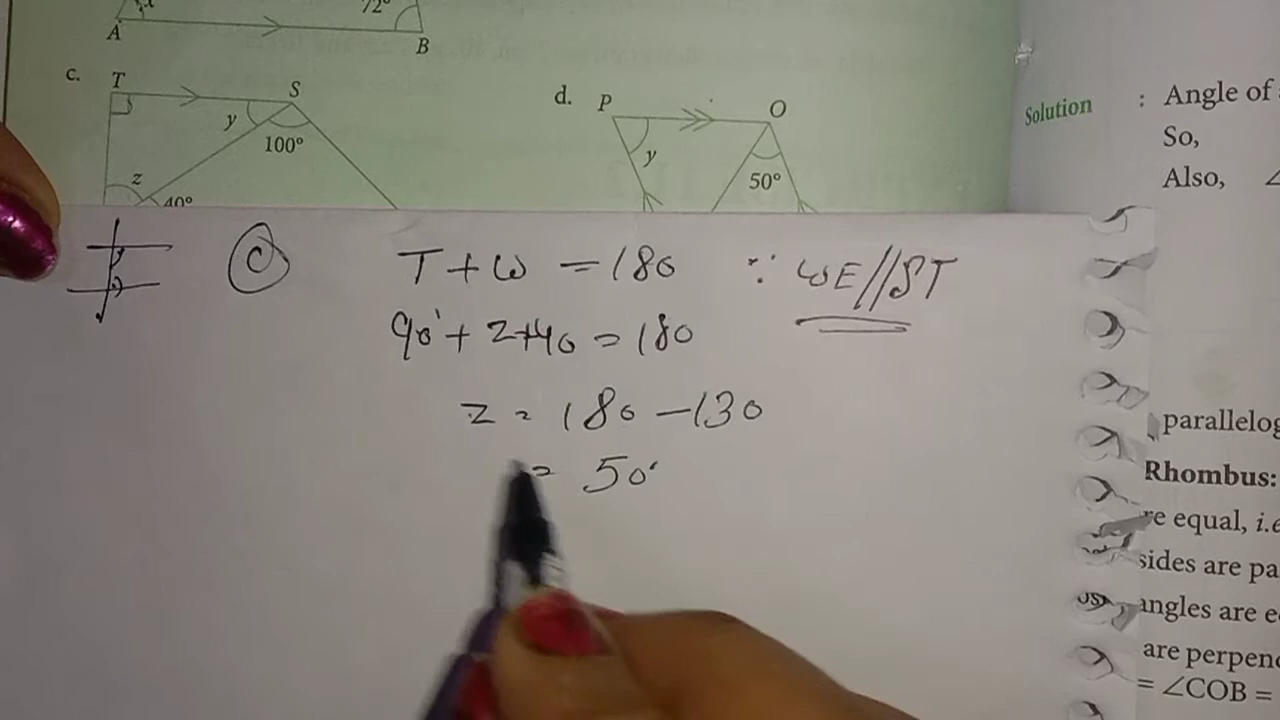 72°
A B
c. T S
y 100°
z 40°
d. P O
y 50°
Solution : Angle of
So,
Also, ∠
C T + W = 180 ∵ WE//ST
90° + z + 40 = 180
z = 180 - 130
= 50°
parallelog
Rhombus:
re equal, i.e
sides are pa
angles are e
are perpend
= ∠COB =